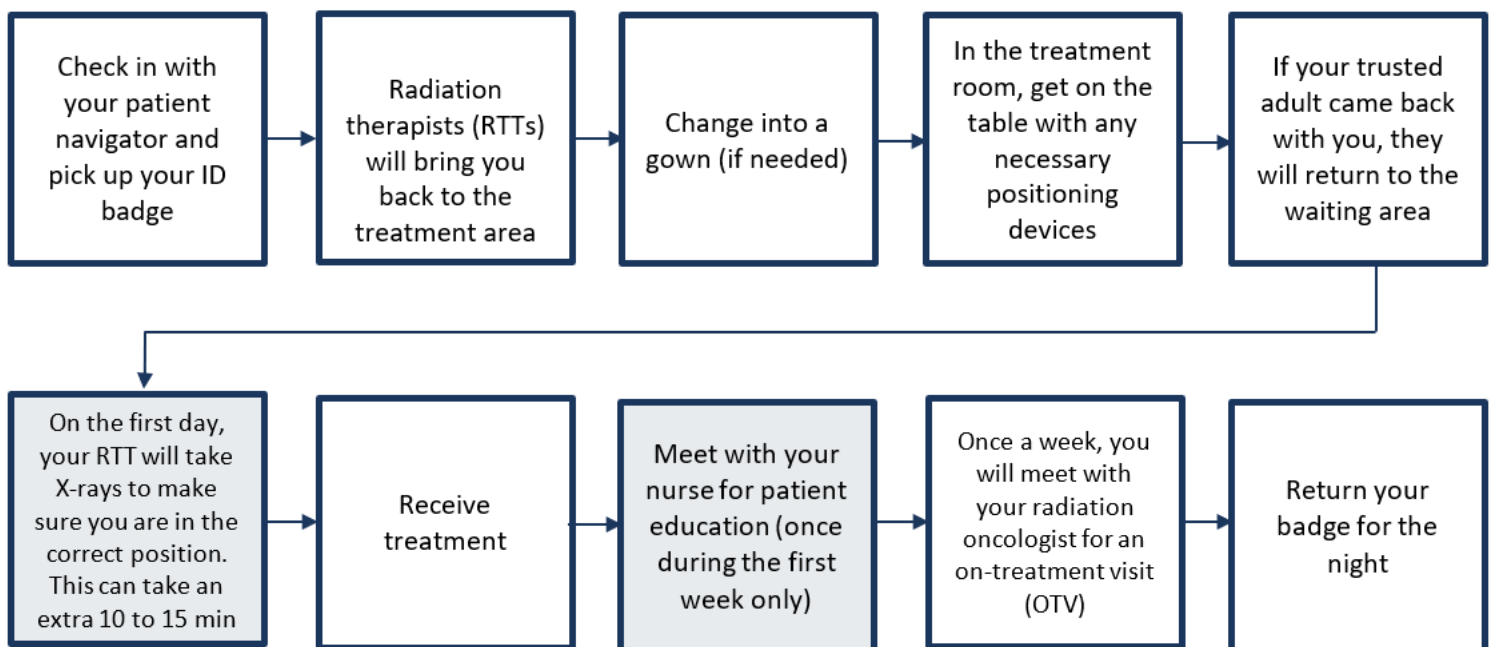 Check in with
your patient
navigator and
pick up your ID
badge
Radiation
therapists (RTTs)
will bring you
back to the
treatment area
Change into a
gown (if needed)
In the treatment
room, get on the
table with any
necessary
positioning
devices
If your trusted
adult came back
with you, they
will return to the
waiting area
On the first day,
your RTT will take
X-rays to make
sure you are in the
correct position.
This can take an
extra 10 to 15 min
Receive
treatment
Meet with your
nurse for patient
education (once
during the first
week only)
Once a week, you
will meet with
your radiation
oncologist for an
on-treatment visit
(OTV)
Return your
badge for the
night